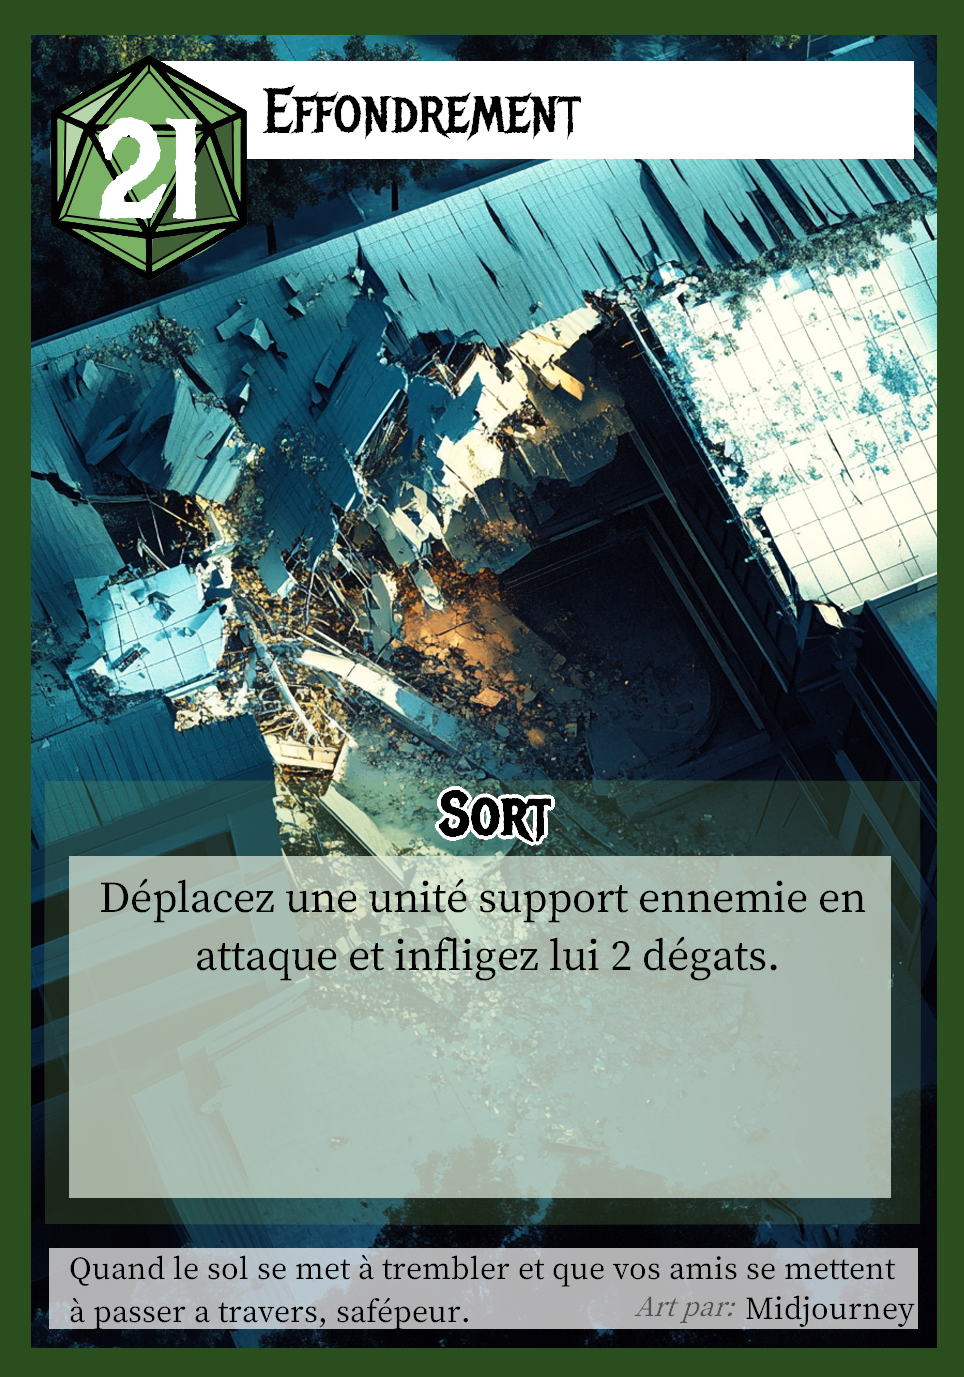 21
Effondrement
Sort
Déplacez une unité support ennemie en
attaque et infligez lui 2 dégats.
Quand le sol se met à trembler et que vos amis se mettent
à passer a travers, safépeur.
Art par: Midjourney